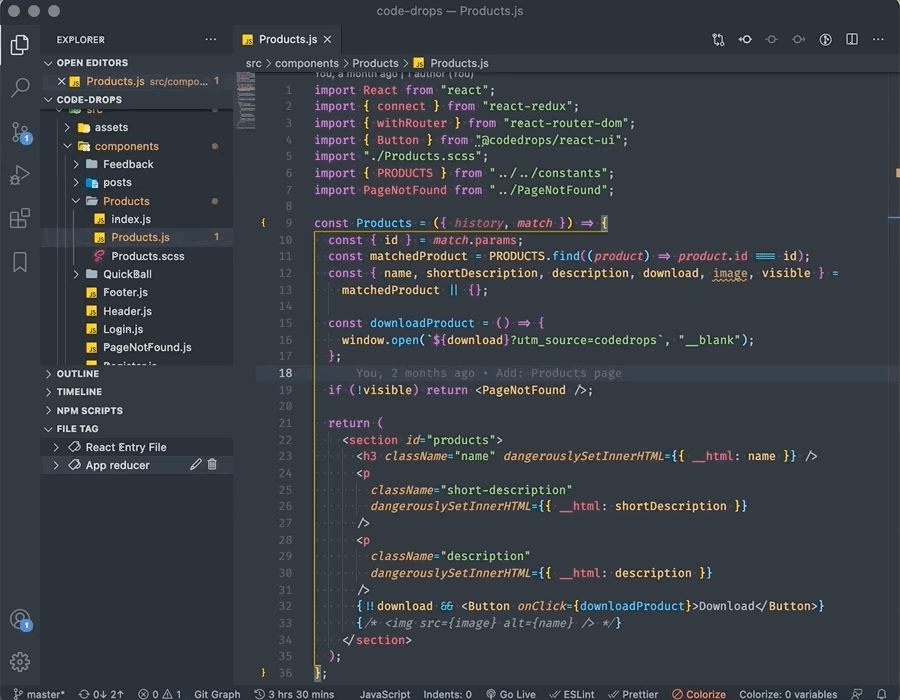 code-drops — Products.js
EXPLORER
OPEN EDITORS
Products.js src/compo... 1
CODE-DROPS
src
assets
components
Feedback
posts
Products
index.js
Products.js 1
Products.scss
QuickBall
Footer.js
Header.js
Login.js
PageNotFound.js
Register.js
OUTLINE
TIMELINE
NPM SCRIPTS
FILE TAG
React Entry File
App reducer
1
1
Products.js
src > components > Products > Products.js
You, a month ago | 1 author (You)
1 import React from "react";
2 import { connect } from "react-redux";
3 import { withRouter } from "react-router-dom";
4 import { Button } from "@codedrops/react-ui";
5 import "./Products.scss";
6 import { PRODUCTS } from "../../constants";
7 import PageNotFound from "../PageNotFound";
8
9 const Products = ({ history, match }) => {
10 const { id } = match.params;
11 const matchedProduct = PRODUCTS.find((product) => product.id === id);
12 const { name, shortDescription, description, download, image, visible } =
13 matchedProduct || {};
14
15 const downloadProduct = () => {
16 window.open(`${download}?utm_source=codedrops`, "__blank");
17 };
18 You, 2 months ago • Add: Products page
19 if (!visible) return <PageNotFound />;
20
21 return (
22 <section id="products">
23 <h3 className="name" dangerouslySetInnerHTML={{ __html: name }} />
24 <p
25 className="short-description"
26 dangerouslySetInnerHTML={{ __html: shortDescription }}
27 />
28 <p
29 className="description"
30 dangerouslySetInnerHTML={{ __html: description }}
31 />
32 {!!download && <Button onClick={downloadProduct}>Download</Button>}
33 {/* <img src={image} alt={name} /> */}
34 </section>
35 );
36 };
master* 0↓ 2↑ 0 1 Git Graph 3 hrs 30 mins JavaScript Indents: 0 Go Live ESLint Prettier Colorize Colorize: 0 variables